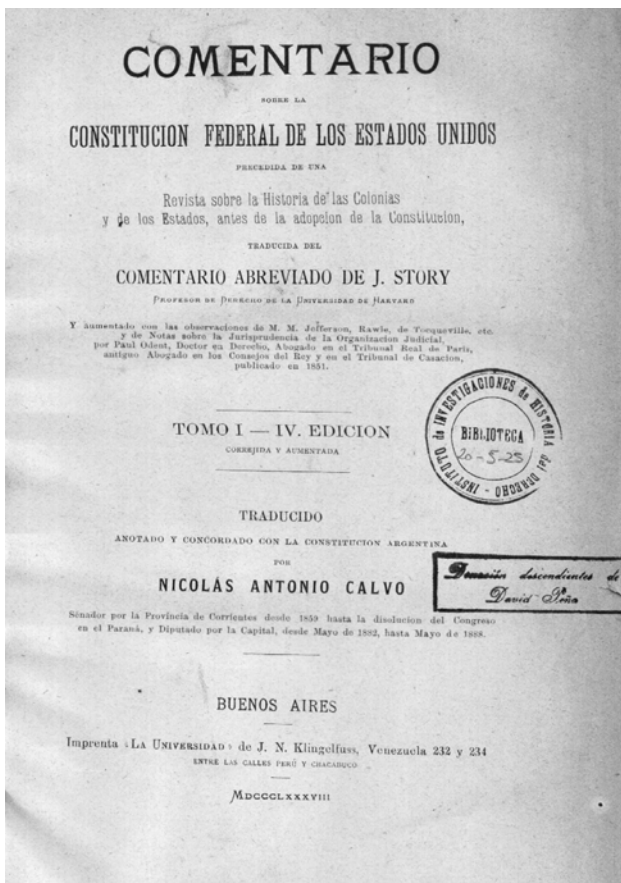 COMENTARIO
SOBRE LA
CONSTITUCION FEDERAL DE LOS ESTADOS UNIDOS
PRECEDIDA DE UNA
Revista sobre la Historia de las Colonias
y de los Estados, antes de la adopcion de la Constitucion,
TRADUCIDA DEL
COMENTARIO ABREVIADO DE J. STORY
PROFESOR DE DERECHO DE LA UNIVERSIDAD DE HARVARD
Y aumentado con las observaciones de M. M. Jefferson, Rawle, de Tocqueville, etc.
y de Notas sobre la Jurisprudencia de la Organizacion Judicial,
por Paul Odent, Doctor en Derecho, Abogado en el Tribunal Real de Paris,
antiguo Abogado en los Consejos del Rey y en el Tribunal de Casacion,
publicado en 1851.
TOMO I — IV. EDICION
CORREJIDA Y AUMENTADA
INSTITUTO de INVESTIGACIONES de HISTORIA del DERECHO
BIBLIOTECA
20-5-25
TRADUCIDO
ANOTADO Y CONCORDADO CON LA CONSTITUCION ARGENTINA
POR
NICOLÁS ANTONIO CALVO
Donación descendientes de
David Peña
Senador por la Provincia de Corrientes desde 1859 hasta la disolucion del Congreso
en el Paraná, y Diputado por la Capital, desde Mayo de 1882, hasta Mayo de 1888.
BUENOS AIRES
Imprenta «LA UNIVERSIDAD» de J. N. Klingelfuss, Venezuela 232 y 234
ENTRE LAS CALLES PERÚ Y CHACABUCO
MDCCCLXXXVIII